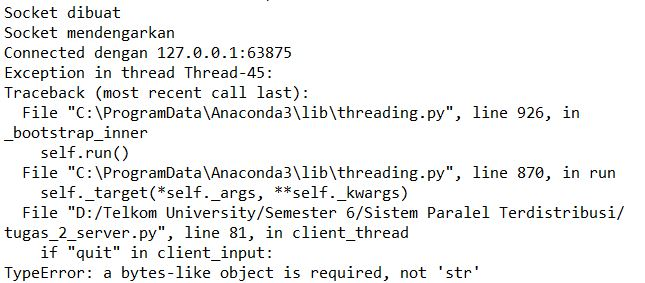 Socket dibuat
Socket mendengarkan
Connected dengan 127.0.0.1:63875
Exception in thread Thread-45:
Traceback (most recent call last):
  File "C:\ProgramData\Anaconda3\lib\threading.py", line 926, in
_bootstrap_inner
    self.run()
  File "C:\ProgramData\Anaconda3\lib\threading.py", line 870, in run
    self._target(*self._args, **self._kwargs)
  File "D:/Telkom University/Semester 6/Sistem Paralel Terdistribusi/
tugas_2_server.py", line 81, in client_thread
    if "quit" in client_input:
TypeError: a bytes-like object is required, not 'str'